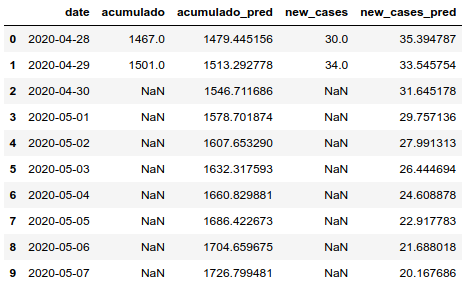 date acumulado acumulado_pred new_cases new_cases_pred
0 2020-04-28 1467.0 1479.445156 30.0 35.394787
1 2020-04-29 1501.0 1513.292778 34.0 33.545754
2 2020-04-30 NaN 1546.711686 NaN 31.645178
3 2020-05-01 NaN 1578.701874 NaN 29.757136
4 2020-05-02 NaN 1607.653290 NaN 27.991313
5 2020-05-03 NaN 1632.317593 NaN 26.444694
6 2020-05-04 NaN 1660.829881 NaN 24.608878
7 2020-05-05 NaN 1686.422673 NaN 22.917783
8 2020-05-06 NaN 1704.659675 NaN 21.688018
9 2020-05-07 NaN 1726.799481 NaN 20.167686